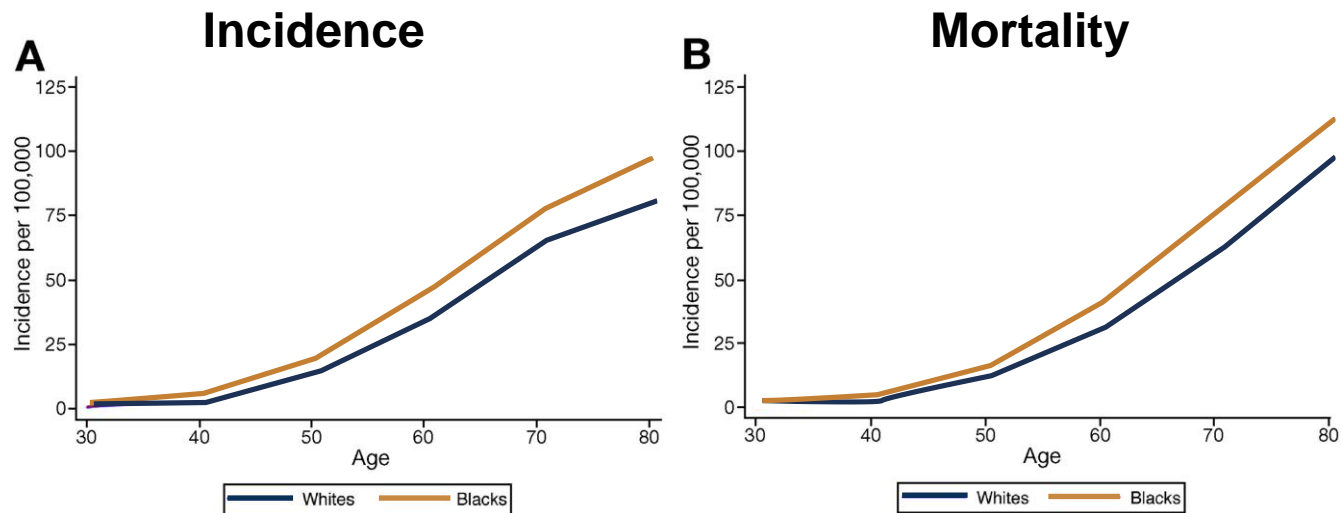 Incidence
A
Incidence per 100,000
125
100
75
50
25
0
30 40 50 60 70 80
Age
Whites Blacks
Mortality
B
Incidence per 100,000
125
100
75
50
25
0
30 40 50 60 70 80
Age
Whites Blacks